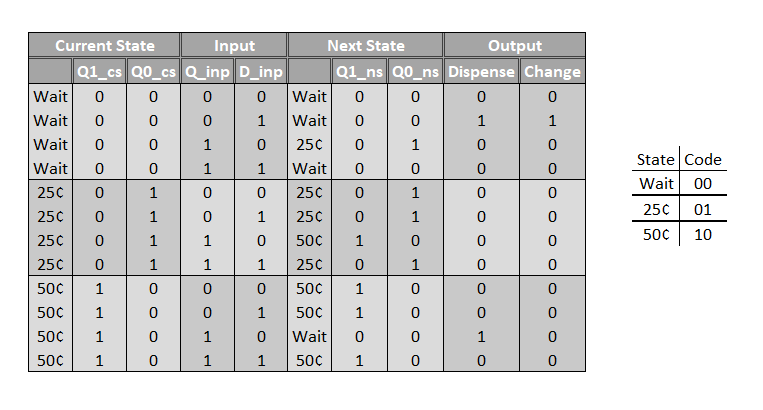 Current State Input Next State Output
Q1_cs Q0_cs Q_inp D_inp Q1_ns Q0_ns Dispense Change
Wait 0 0 0 0 Wait 0 0 0 0
Wait 0 0 0 1 Wait 0 0 1 1
Wait 0 0 1 0 25¢ 0 1 0 0
Wait 0 0 1 1 Wait 0 0 0 0
25¢ 0 1 0 0 25¢ 0 1 0 0
25¢ 0 1 0 1 25¢ 0 1 0 0
25¢ 0 1 1 0 50¢ 1 0 0 0
25¢ 0 1 1 1 25¢ 0 1 0 0
50¢ 1 0 0 0 50¢ 1 0 0 0
50¢ 1 0 0 1 50¢ 1 0 0 0
50¢ 1 0 1 0 Wait 0 0 1 0
50¢ 1 0 1 1 50¢ 1 0 0 0
State Code
Wait 00
25¢ 01
50¢ 10